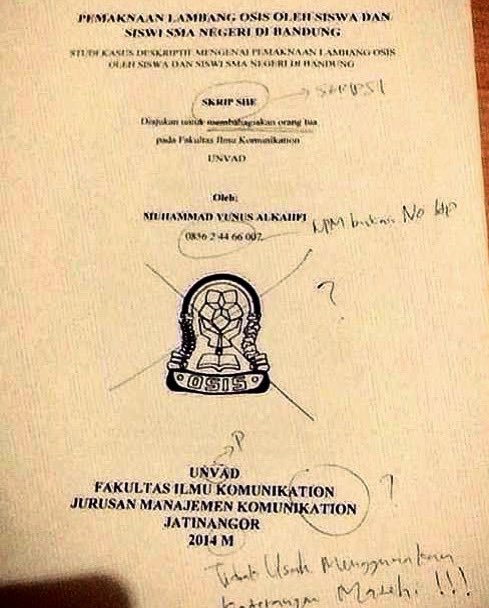 PEMAKNAAN LAMBANG OSIS OLEH SISWA DAN
SISWI SMA NEGERI DI BANDUNG
STUDI KASUS DESKRIPTIF MENGENAI PEMAKNAAN LAMBANG OSIS
OLEH SISWA DAN SISWI SMA NEGERI DI BANDUNG
SKRIP SHE
SKRIPSI
Diajukan untuk membahagiakan orang tua
pada Fakultas Ilmu Komunikation
UNVAD
Oleh:
MUHAMMAD YUNUS ALKAHFI
NPM bukan No Hp
0856 2 44 66 007
?
OSIS
P
UNVAD
FAKULTAS ILMU KOMUNIKATION
?
JURUSAN MANAJEMEN KOMUNIKATION
JATINANGOR
2014 M
Tidak Usah Menggunakan
Keterangan Masehi !!!